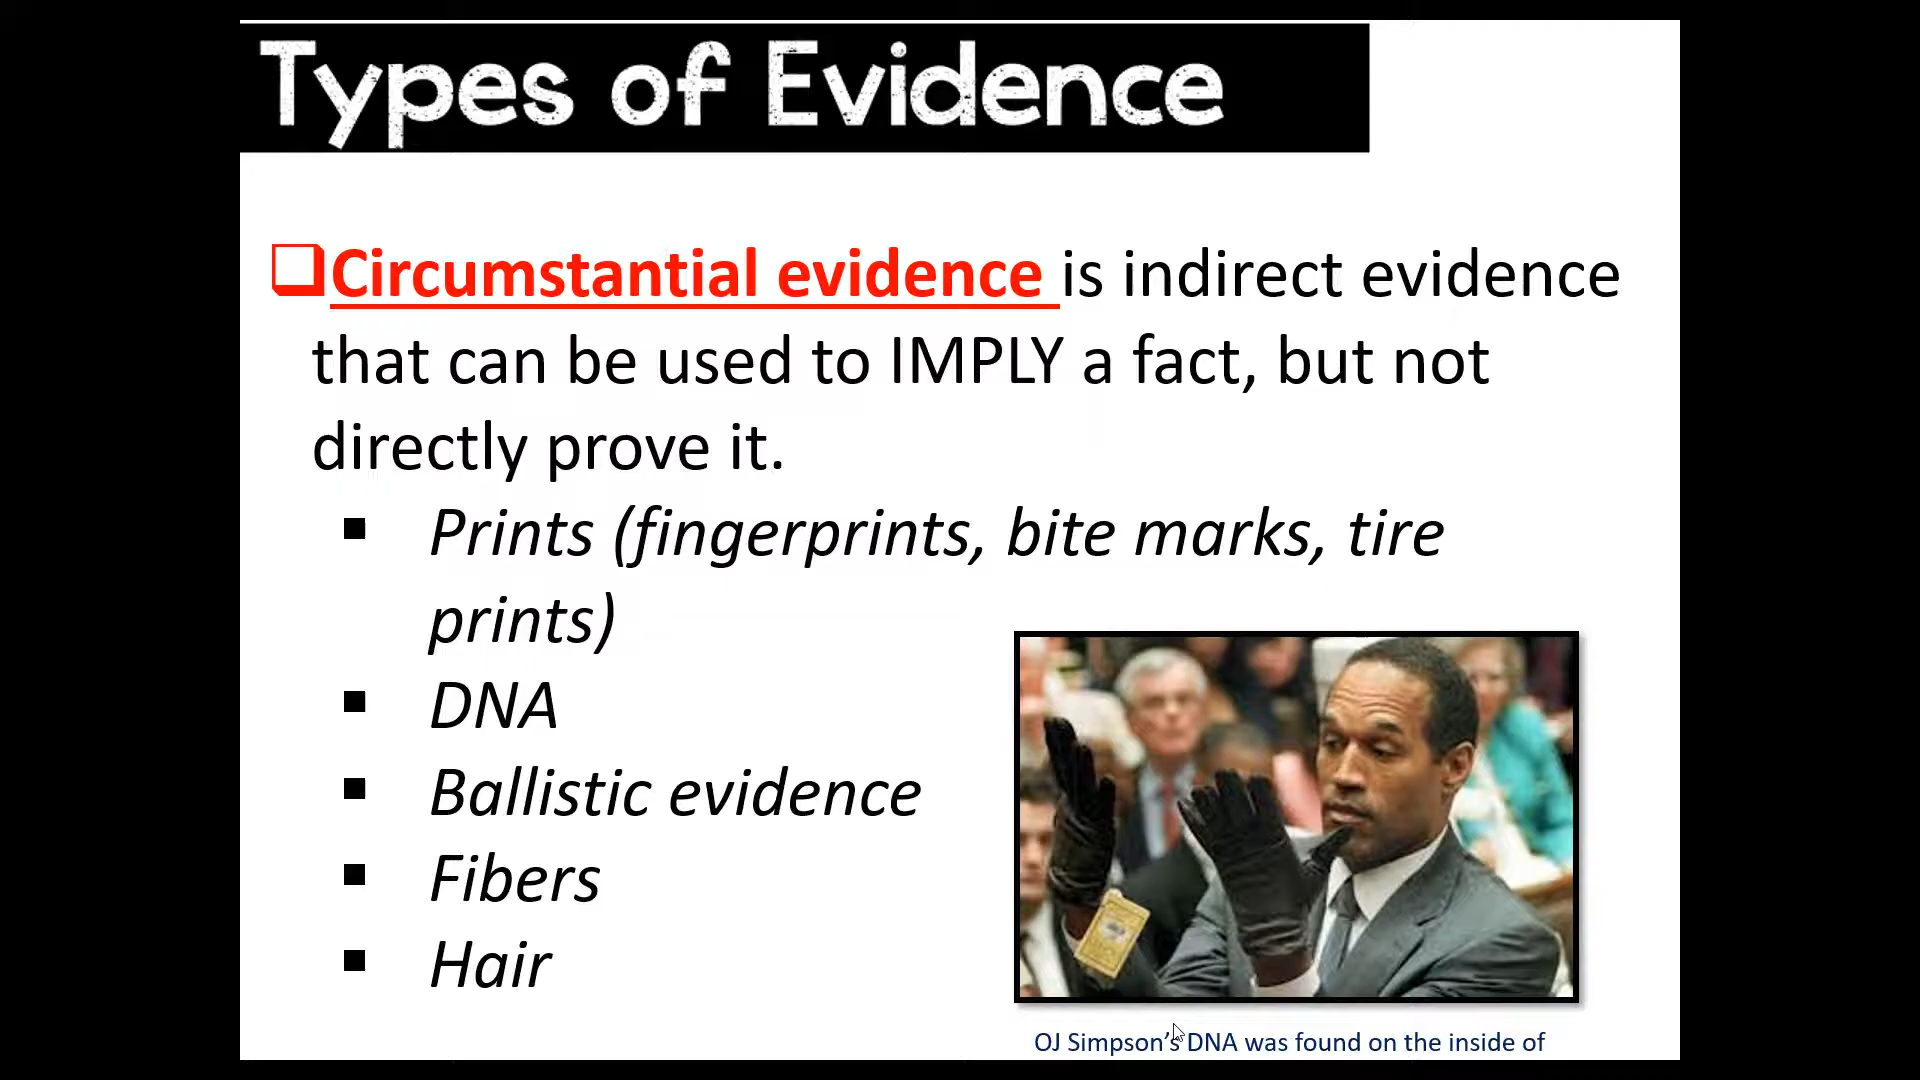 Types of Evidence
Circumstantial evidence is indirect evidence
that can be used to IMPLY a fact, but not
directly prove it.
Prints (fingerprints, bite marks, tire
prints)
DNA
Ballistic evidence
Fibers
Hair
OJ Simpson's DNA was found on the inside of